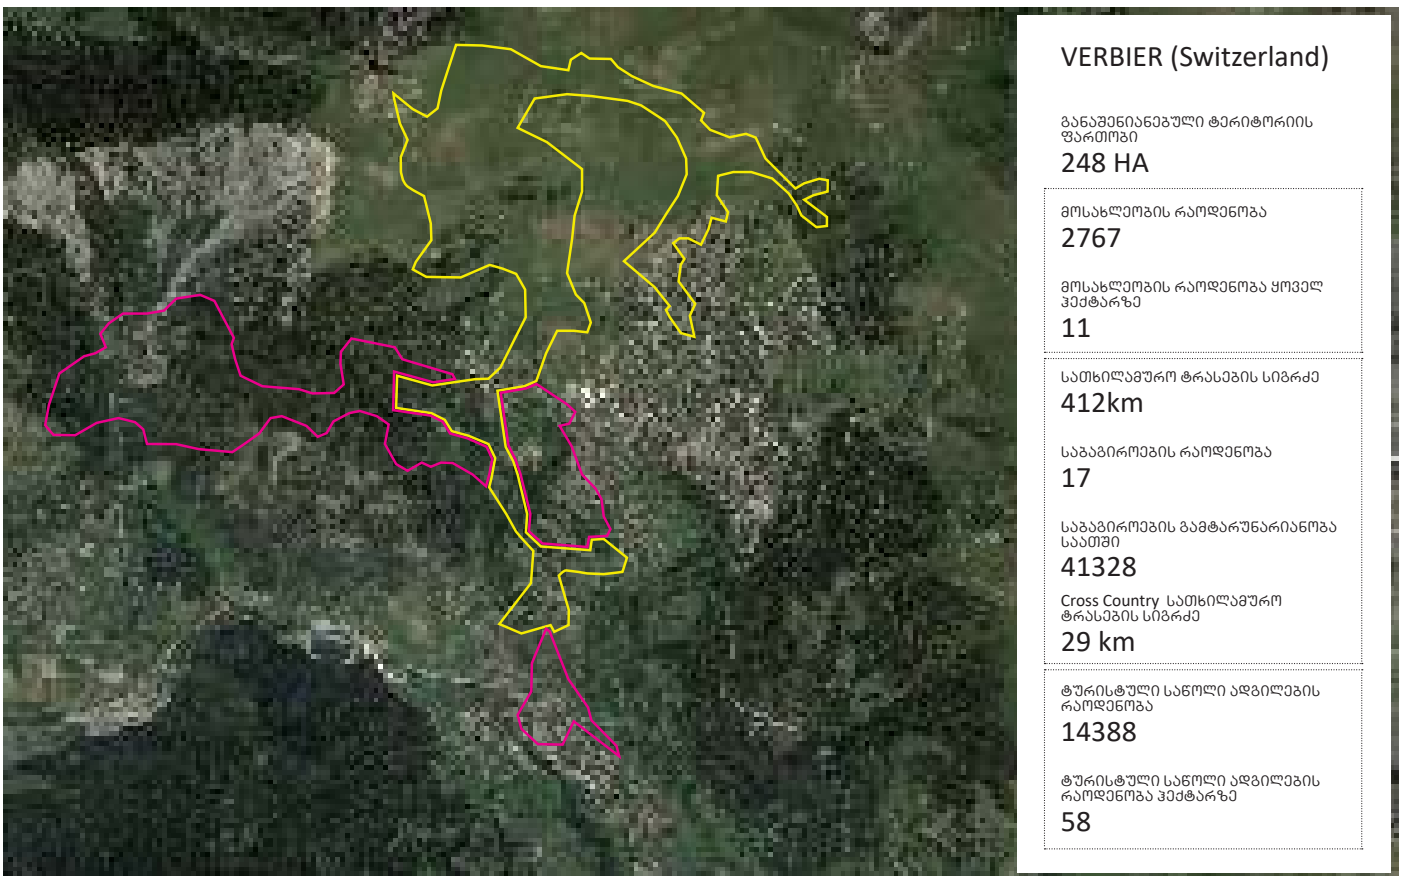 VERBIER (Switzerland)
განაშენიანებული ტერიტორიის
ფართობი
248 HA
მოსახლეობის რაოდენობა
2767
მოსახლეობის რაოდენობა ყოველ
ჰექტარზე
11
სათხილამურო ტრასების სიგრძე
412km
საბაგიროების რაოდენობა
17
საბაგიროების გამტარუნარიანობა
საათში
41328
Cross Country სათხილამურო
ტრასების სიგრძე
29 km
ტურისტული საწოლი ადგილების
რაოდენობა
14388
ტურისტული საწოლი ადგილების
რაოდენობა ჰექტარზე
58